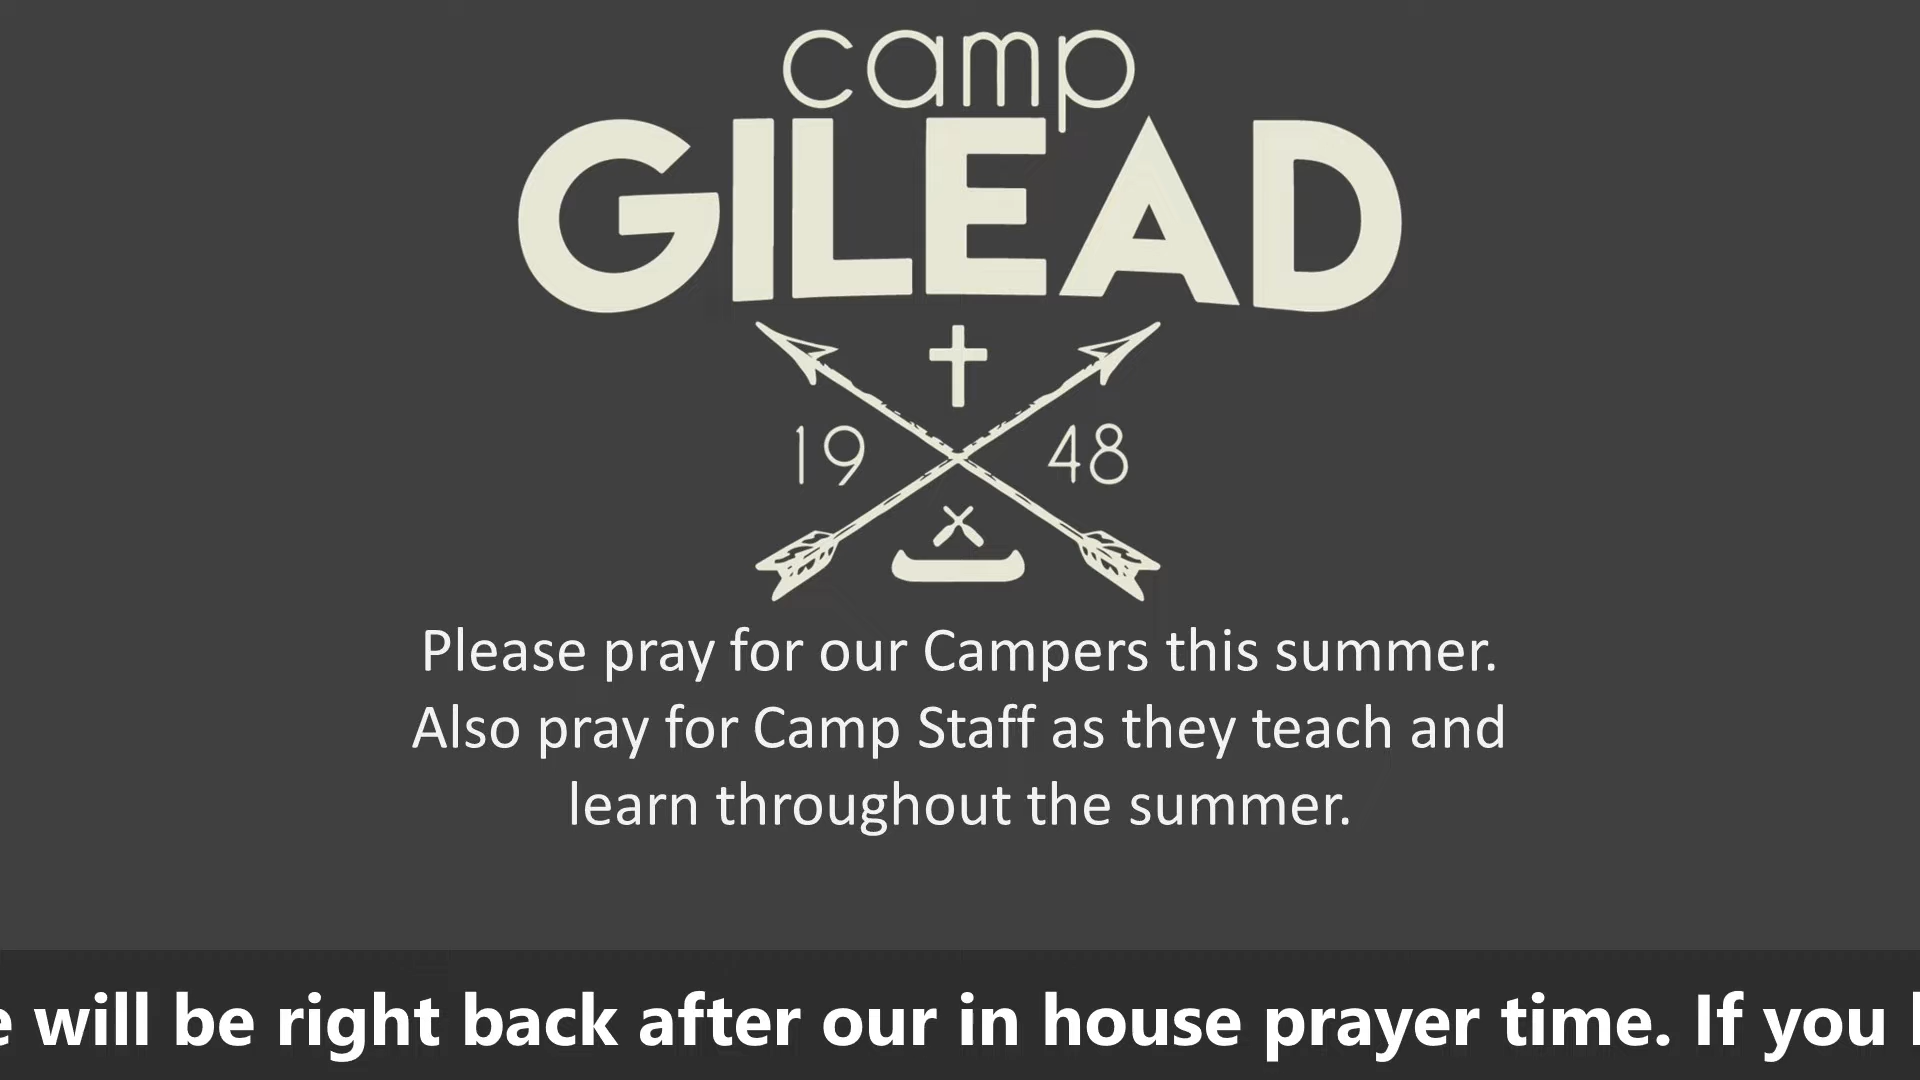 camp
GILEAD
19 48
Please pray for our Campers this summer.
Also pray for Camp Staff as they teach and
learn throughout the summer.
will be right back after our in house prayer time. If you